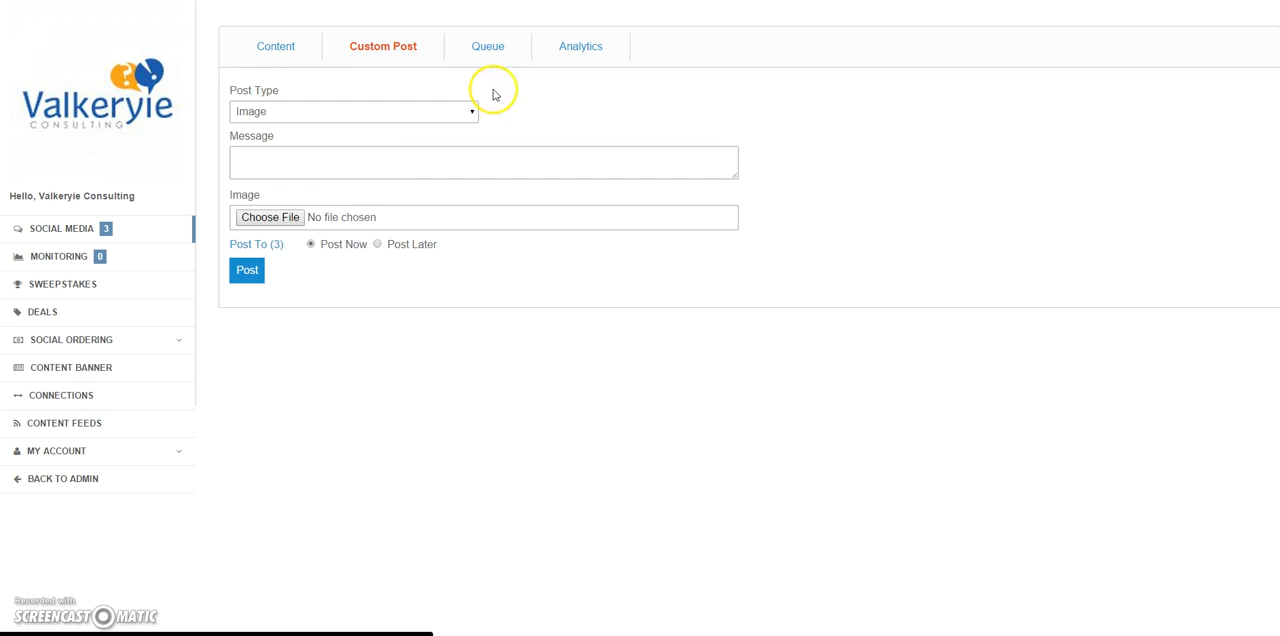 Valkeryie
CONSULTING
Hello, Valkeryie Consulting
SOCIAL MEDIA 3
MONITORING 0
SWEEPSTAKES
DEALS
SOCIAL ORDERING
CONTENT BANNER
CONNECTIONS
CONTENT FEEDS
MY ACCOUNT
BACK TO ADMIN
Content Custom Post Queue Analytics
Post Type
Image
Message
Image
Choose File No file chosen
Post To (3) Post Now Post Later
Post
Recorded with
SCREENCAST MATIC